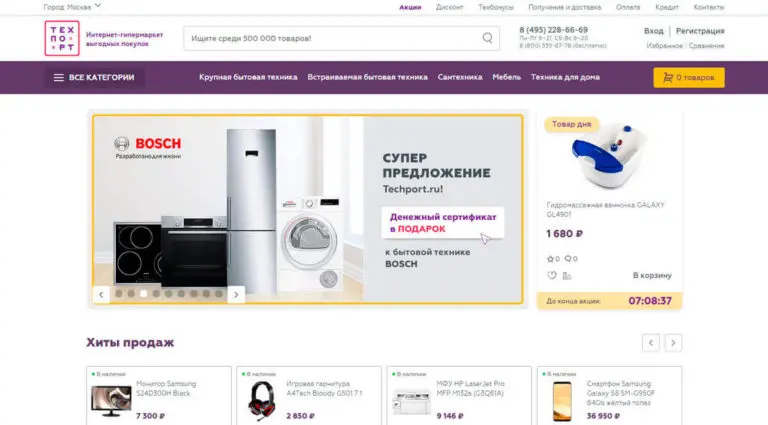 Город: Москва
Акции Дисконт Техбонусы Получение и доставка Оплата Кредит Контакты
ТЕХ
ПО
РТ
Интернет-гипермаркет
выгодных покупок
Ищите среди 500 000 товаров!
8 (495) 228-66-69
Пн-Пт 9-21, Сб-Вс 9-20
8 (800) 555-87-78 (бесплатно)
Вход Регистрация
Избранное Сравнение
ВСЕ КАТЕГОРИИ
Крупная бытовая техника Встраиваемая бытовая техника Сантехника Мебель Техника для дома
0 товаров
BOSCH
Разработано для жизни
СУПЕР
ПРЕДЛОЖЕНИЕ
Techport.ru!
Денежный сертификат
в ПОДАРОК
к бытовой технике
BOSCH
Товар дня
Гидромассажная ванночка GALAXY
GL4901
1 680 ₽
0 0
В корзину
До конца акции: 07:08:37
Хиты продаж
В наличии
Монитор Samsung
S24D300H Black
7 300 ₽
В наличии
Игровая гарнитура
A4Tech Bloody G501 7.1
2 850 ₽
В наличии
МФУ HP LaserJet Pro
MFP M132a (G3Q61A)
9 146 ₽
В наличии
Смартфон Samsung
Galaxy S8 SM-G950F
64Gb жёлтый топаз
36 950 ₽